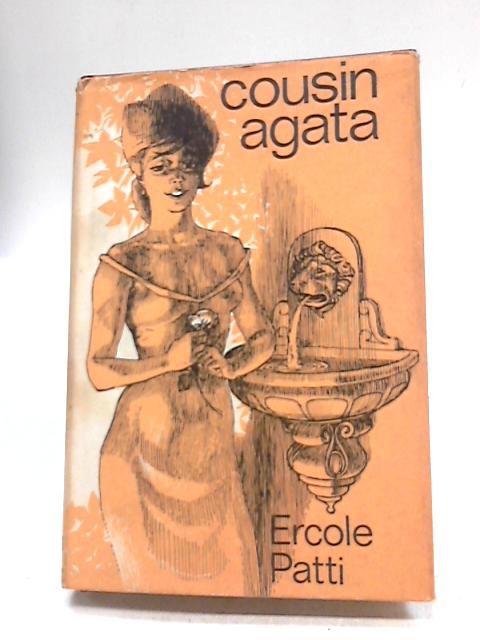 cousin
agata
Ercole
Patti